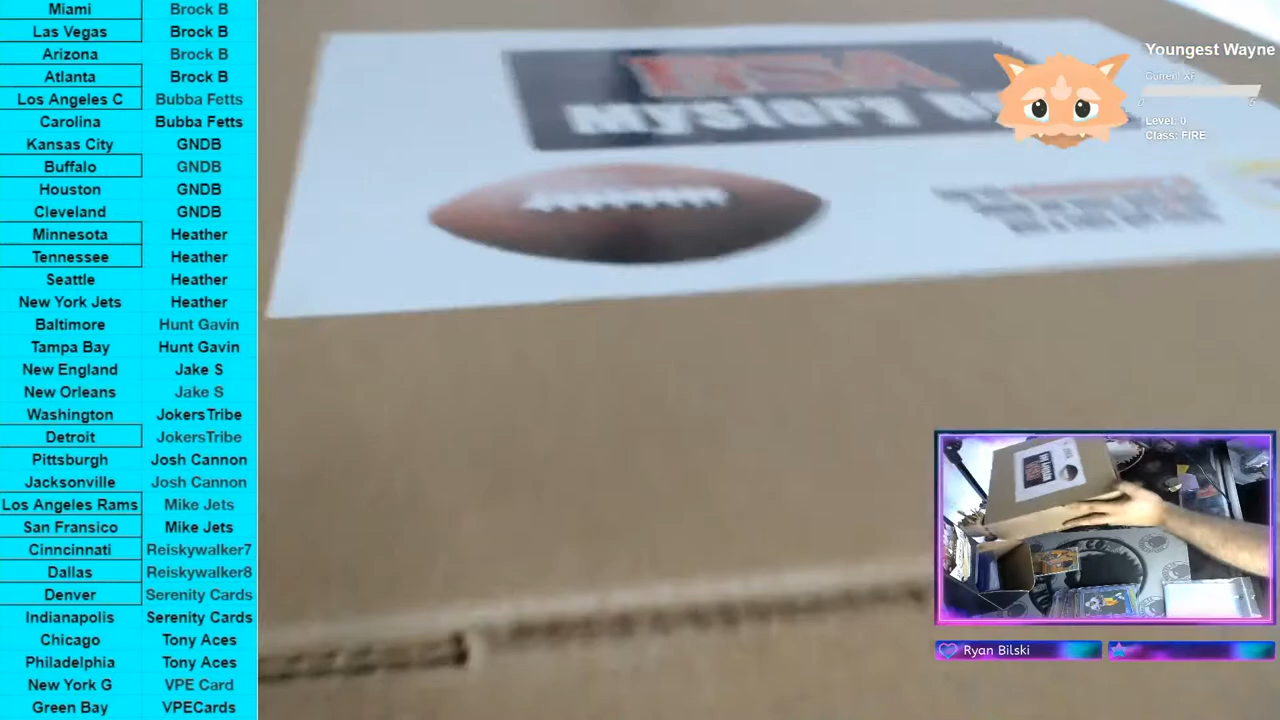 Miami Brock B
Las Vegas Brock B
Arizona Brock B
Atlanta Brock B
Los Angeles C Bubba Fetts
Carolina Bubba Fetts
Kansas City GNDB
Buffalo GNDB
Houston GNDB
Cleveland GNDB
Minnesota Heather
Tennessee Heather
Seattle Heather
New York Jets Heather
Baltimore Hunt Gavin
Tampa Bay Hunt Gavin
New England Jake S
New Orleans Jake S
Washington JokersTribe
Detroit JokersTribe
Pittsburgh Josh Cannon
Jacksonville Josh Cannon
Los Angeles Rams Mike Jets
San Fransico Mike Jets
Cinncinnati Reiskywalker7
Dallas Reiskywalker8
Denver Serenity Cards
Indianapolis Serenity Cards
Chicago Tony Aces
Philadelphia Tony Aces
New York G VPE Card
Green Bay VPECards
Mystery
Youngest Wayne
Current XP
0
Level: 0
Class: FIRE
Ryan Bilski